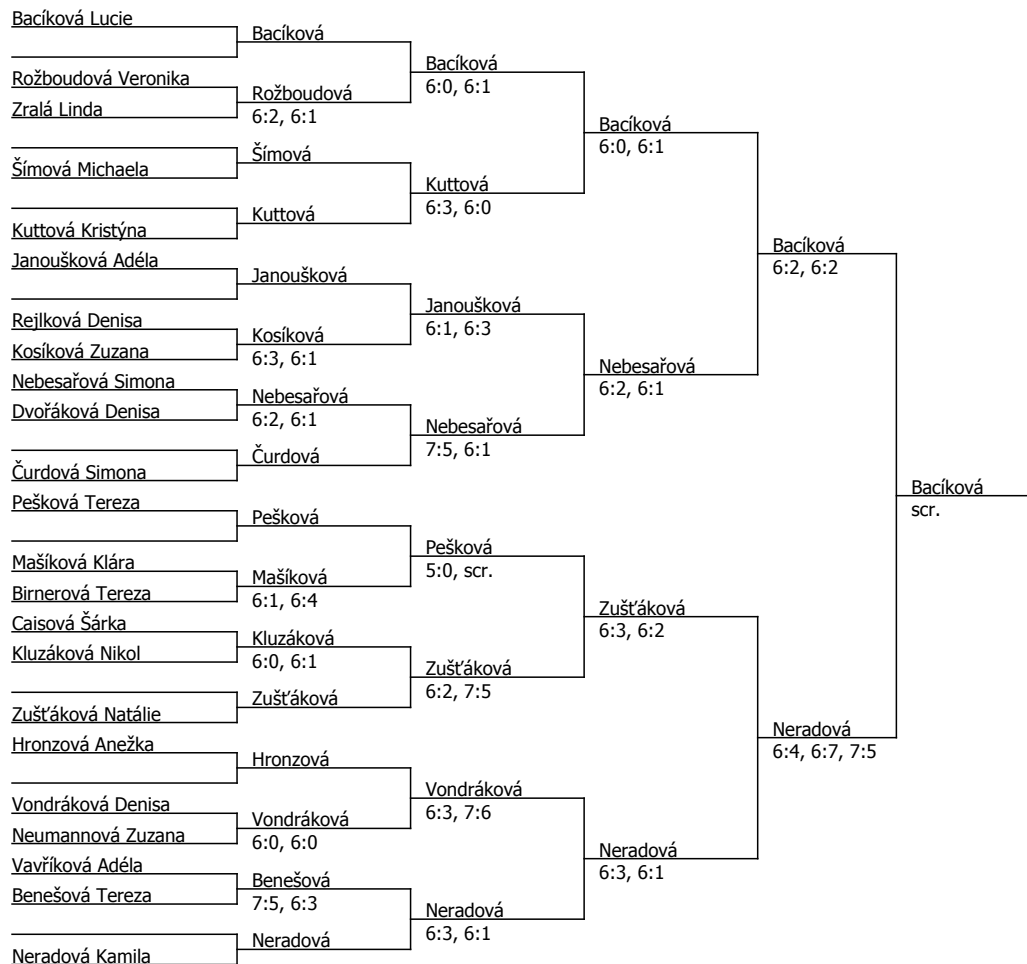 Bacíková Lucie
Bacíková
Bacíková
6:0, 6:1
Rožboudová Veronika
Rožboudová
6:2, 6:1
Zralá Linda
Bacíková
6:0, 6:1
Šímová
Šímová Michaela
Kuttová
6:3, 6:0
Kuttová
Kuttová Kristýna
Bacíková
6:2, 6:2
Janoušková Adéla
Janoušková
Janoušková
6:1, 6:3
Rejlková Denisa
Kosíková
6:3, 6:1
Kosíková Zuzana
Nebesařová
6:2, 6:1
Nebesařová Simona
Nebesařová
6:2, 6:1
Dvořáková Denisa
Nebesařová
7:5, 6:1
Čurdová
Čurdová Simona
Bacíková
scr.
Pešková Tereza
Pešková
Pešková
5:0, scr.
Mašíková Klára
Mašíková
6:1, 6:4
Birnerová Tereza
Zušťáková
6:3, 6:2
Caisová Šárka
Kluzáková
6:0, 6:1
Kluzáková Nikol
Zušťáková
6:2, 7:5
Zušťáková
Zušťáková Natálie
Neradová
6:4, 6:7, 7:5
Hronzová Anežka
Hronzová
Vondráková
6:3, 7:6
Vondráková Denisa
Vondráková
6:0, 6:0
Neumannová Zuzana
Neradová
6:3, 6:1
Vavříková Adéla
Benešová
7:5, 6:3
Benešová Tereza
Neradová
6:3, 6:1
Neradová
Neradová Kamila